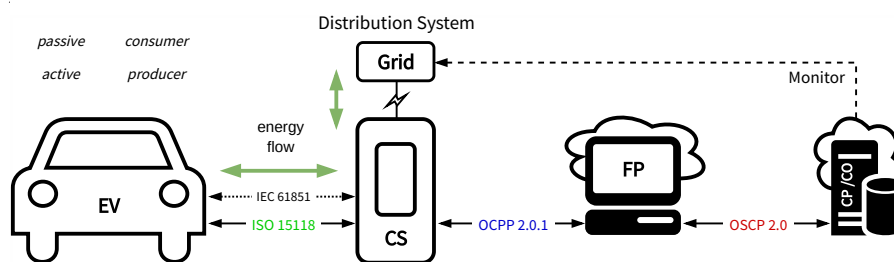 Distribution System
passive consumer
active producer
Grid
Monitor
energy
flow
IEC 61851
EV
ISO 15118
CS
OCPP 2.0.1
FP
OSCP 2.0
CP /CO